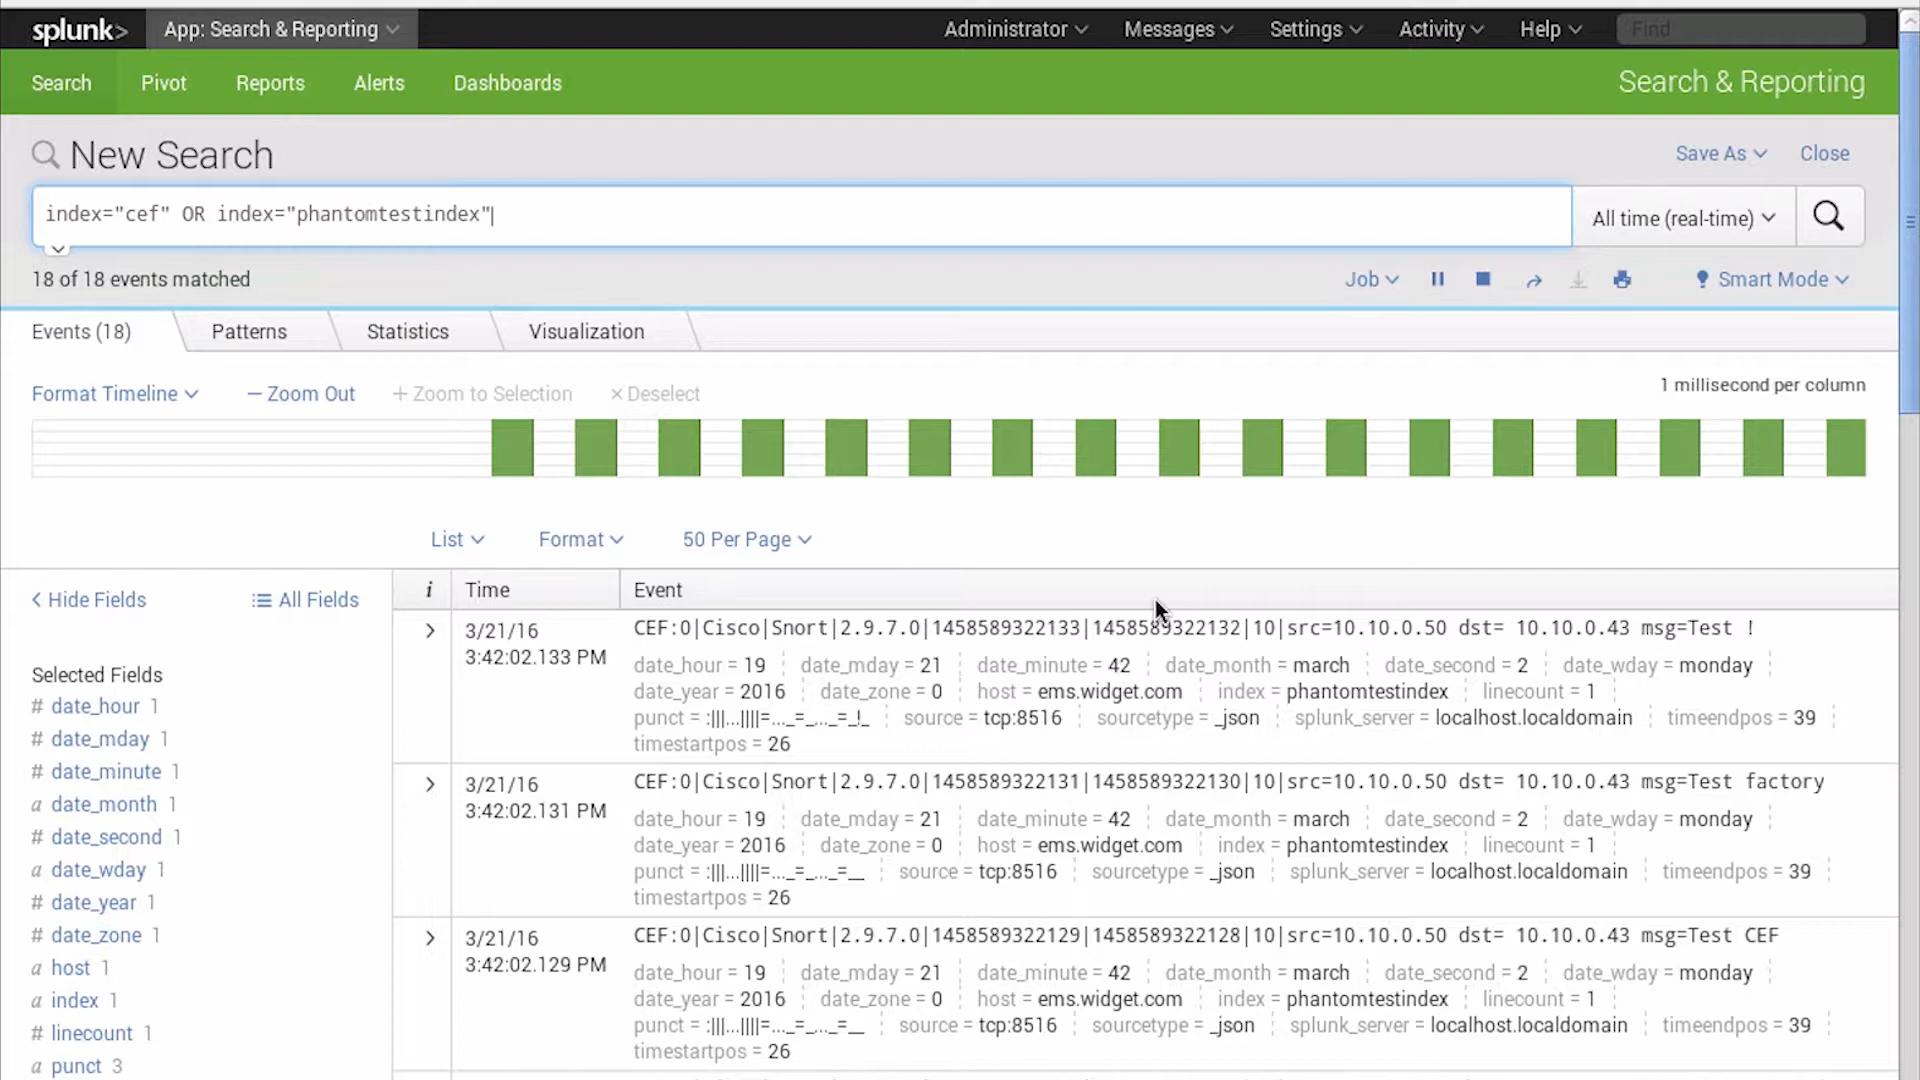 splunk> App: Search & Reporting Administrator Messages Settings Activity Help Find
Search Pivot Reports Alerts Dashboards Search & Reporting
New Search Save As Close
index="cef" OR index="phantomtestindex" All time (real-time)
18 of 18 events matched Job Smart Mode
Events (18) Patterns Statistics Visualization
Format Timeline — Zoom Out + Zoom to Selection × Deselect 1 millisecond per column
List Format 50 Per Page
< Hide Fields All Fields
i Time Event
Selected Fields
# date_hour 1
# date_mday 1
# date_minute 1
a date_month 1
# date_second 1
a date_wday 1
# date_year 1
# date_zone 1
a host 1
a index 1
# linecount 1
a punct 3
> 3/21/16
3:42:02.133 PM
CEF:0|Cisco|Snort|2.9.7.0|1458589322133|1458589322132|10|src=10.10.0.50 dst= 10.10.0.43 msg=Test !
date_hour = 19 date_mday = 21 date_minute = 42 date_month = march date_second = 2 date_wday = monday
date_year = 2016 date_zone = 0 host = ems.widget.com index = phantomtestindex linecount = 1
punct = :|||...||||=..._=_..._=_!_ source = tcp:8516 sourcetype = _json splunk_server = localhost.localdomain timeendpos = 39
timestartpos = 26
> 3/21/16
3:42:02.131 PM
CEF:0|Cisco|Snort|2.9.7.0|1458589322131|1458589322130|10|src=10.10.0.50 dst= 10.10.0.43 msg=Test factory
date_hour = 19 date_mday = 21 date_minute = 42 date_month = march date_second = 2 date_wday = monday
date_year = 2016 date_zone = 0 host = ems.widget.com index = phantomtestindex linecount = 1
punct = :|||...||||=..._=_..._=__ source = tcp:8516 sourcetype = _json splunk_server = localhost.localdomain timeendpos = 39
timestartpos = 26
> 3/21/16
3:42:02.129 PM
CEF:0|Cisco|Snort|2.9.7.0|1458589322129|1458589322128|10|src=10.10.0.50 dst= 10.10.0.43 msg=Test CEF
date_hour = 19 date_mday = 21 date_minute = 42 date_month = march date_second = 2 date_wday = monday
date_year = 2016 date_zone = 0 host = ems.widget.com index = phantomtestindex linecount = 1
punct = :|||...||||=..._=_..._=__ source = tcp:8516 sourcetype = _json splunk_server = localhost.localdomain timeendpos = 39
timestartpos = 26